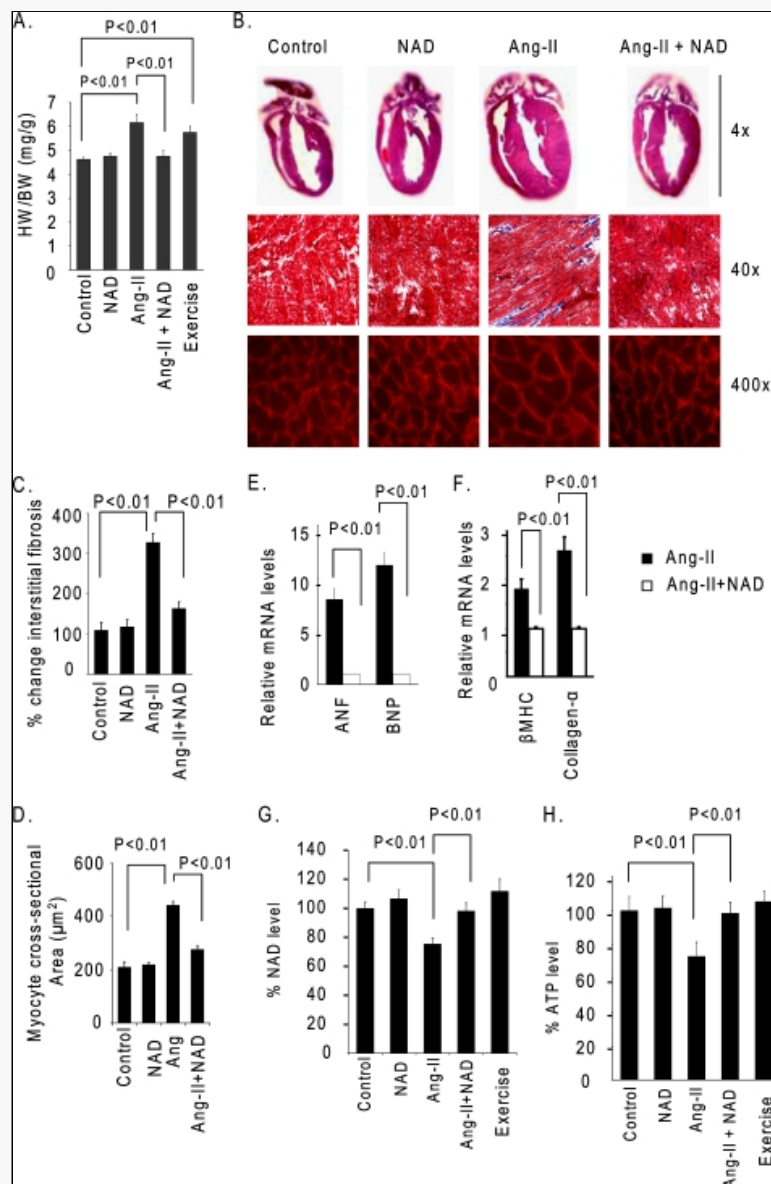 A.
P<0.01
P<0.01
P<0.01
HW/BW (mg/g)
7
6
5
4
3
2
1
0
Control
NAD
Ang-II
Ang-II + NAD
Exercise
B.
Control NAD Ang-II Ang-II + NAD
4x
40x
400x
C.
P<0.01
P<0.01
% change interstitial fibrosis
400
300
200
100
0
Control
NAD
Ang-II
Ang-II+NAD
E.
P<0.01
P<0.01
Relative mRNA levels
15
10
5
0
ANF
BNP
F.
P<0.01
P<0.01
Relative mRNA levels
3
2
1
0
βMHC
Collagen-α
Ang-II
Ang-II+NAD
D.
P<0.01
P<0.01
Myocyte cross-sectional
Area (μm²)
600
400
200
0
Control
NAD
Ang
Ang-II+NAD
G.
P<0.01
P<0.01
% NAD level
140
120
100
80
60
40
20
0
Control
NAD
Ang-II
Ang-II+NAD
Exercise
H.
P<0.01
P<0.01
% ATP level
120
100
80
60
40
20
0
Control
NAD
Ang-II
Ang-II + NAD
Exercise